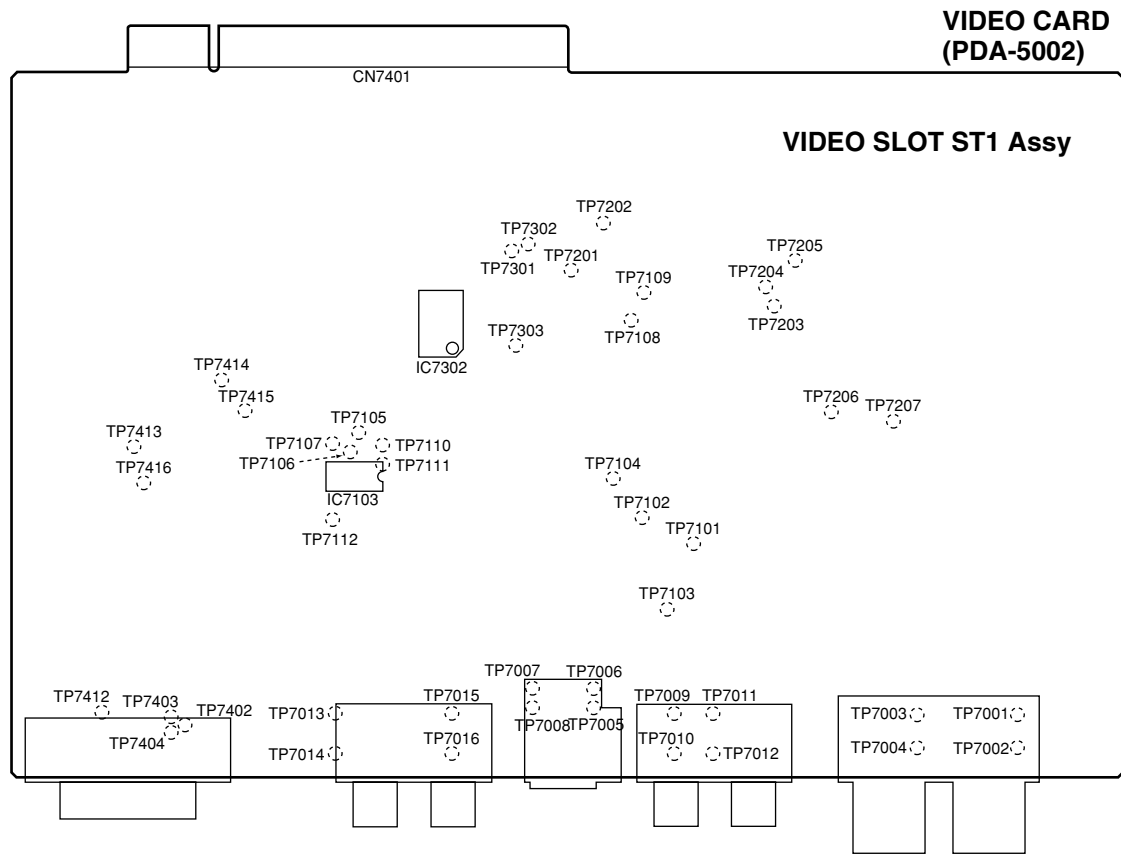 VIDEO CARD
(PDA-5002)
CN7401
VIDEO SLOT ST1 Assy
TP7202
TP7302
TP7205
TP7301
TP7201
TP7204
TP7109
TP7203
TP7303
TP7108
IC7302
TP7414
TP7415
TP7206
TP7207
TP7105
TP7413
TP7107
TP7110
TP7106
TP7111
TP7416
TP7104
IC7103
TP7102
TP7112
TP7101
TP7103
TP7007
TP7006
TP7412
TP7403
TP7402
TP7404
TP7013
TP7015
TP7014
TP7016
TP7008
TP7005
TP7009
TP7011
TP7010
TP7012
TP7003
TP7001
TP7004
TP7002